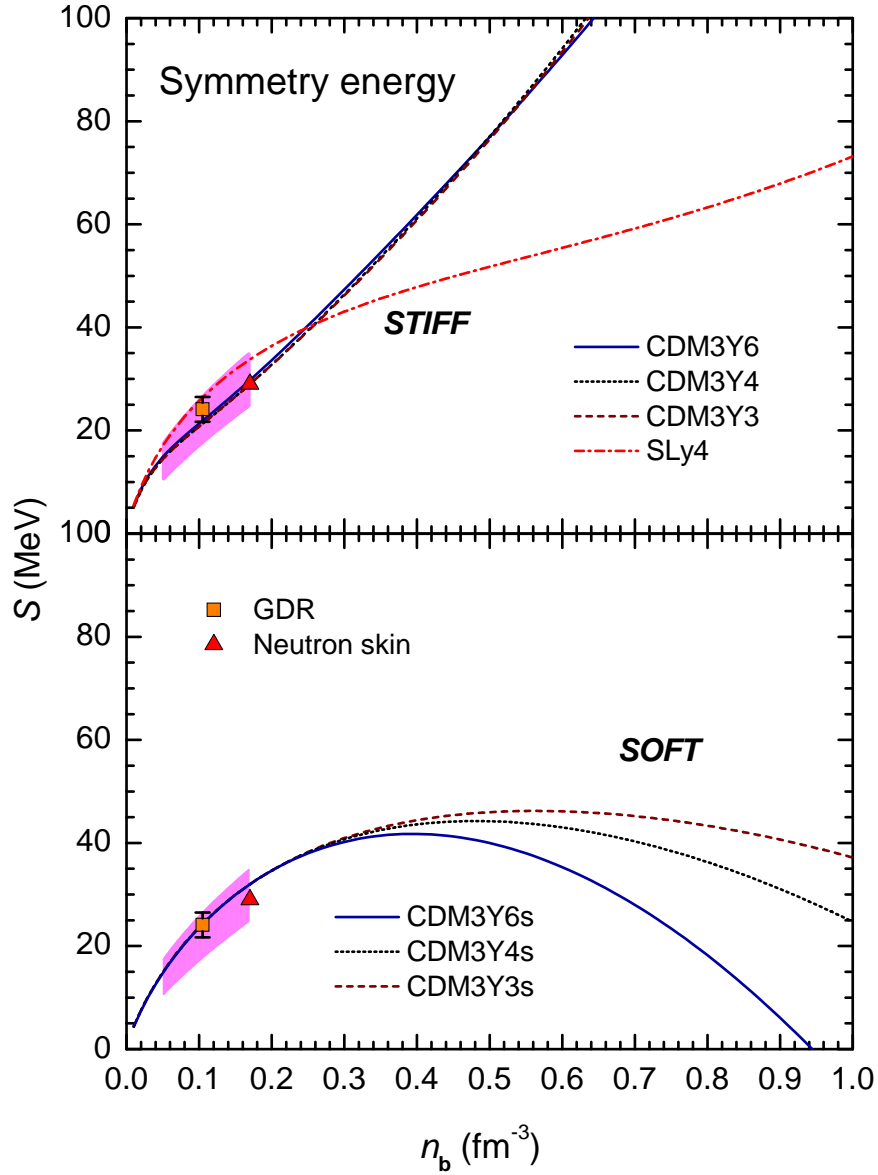 100
Symmetry energy
80
60
STIFF
40
CDM3Y6
CDM3Y4
CDM3Y3
SLy4
20
100
S (MeV)
GDR
Neutron skin
80
60
SOFT
40
CDM3Y6s
CDM3Y4s
CDM3Y3s
20
0
0.0 0.1 0.2 0.3 0.4 0.5 0.6 0.7 0.8 0.9 1.0
n_b (fm⁻³)